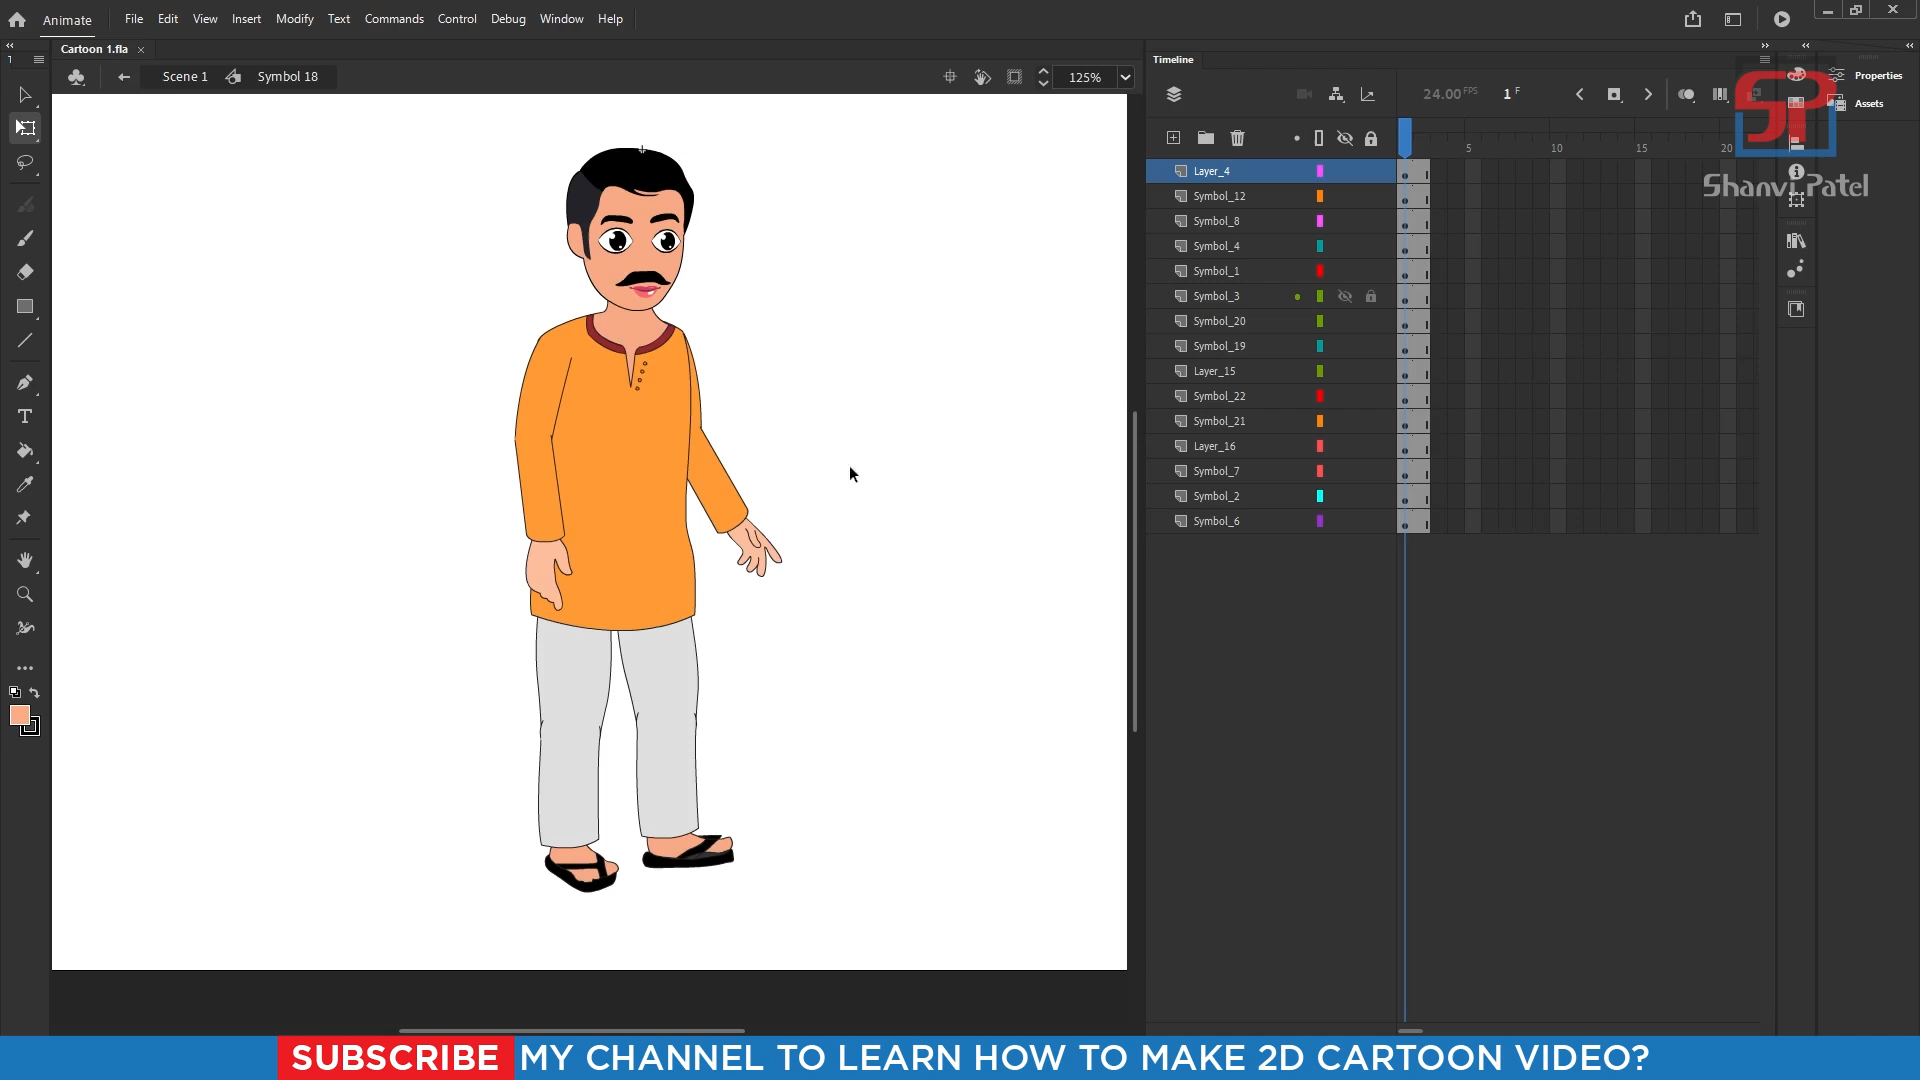 Animate File Edit View Insert Modify Text Commands Control Debug Window Help
Cartoon 1.fla
Scene 1 Symbol 18 125%
Timeline
24.00 FPS 1 F
5 10 15 20
Layer_4
Symbol_12
Symbol_8
Symbol_4
Symbol_1
Symbol_3
Symbol_20
Symbol_19
Layer_15
Symbol_22
Symbol_21
Layer_16
Symbol_7
Symbol_2
Symbol_6
Properties
Assets
SP
Shanvi Patel
SUBSCRIBE MY CHANNEL TO LEARN HOW TO MAKE 2D CARTOON VIDEO?